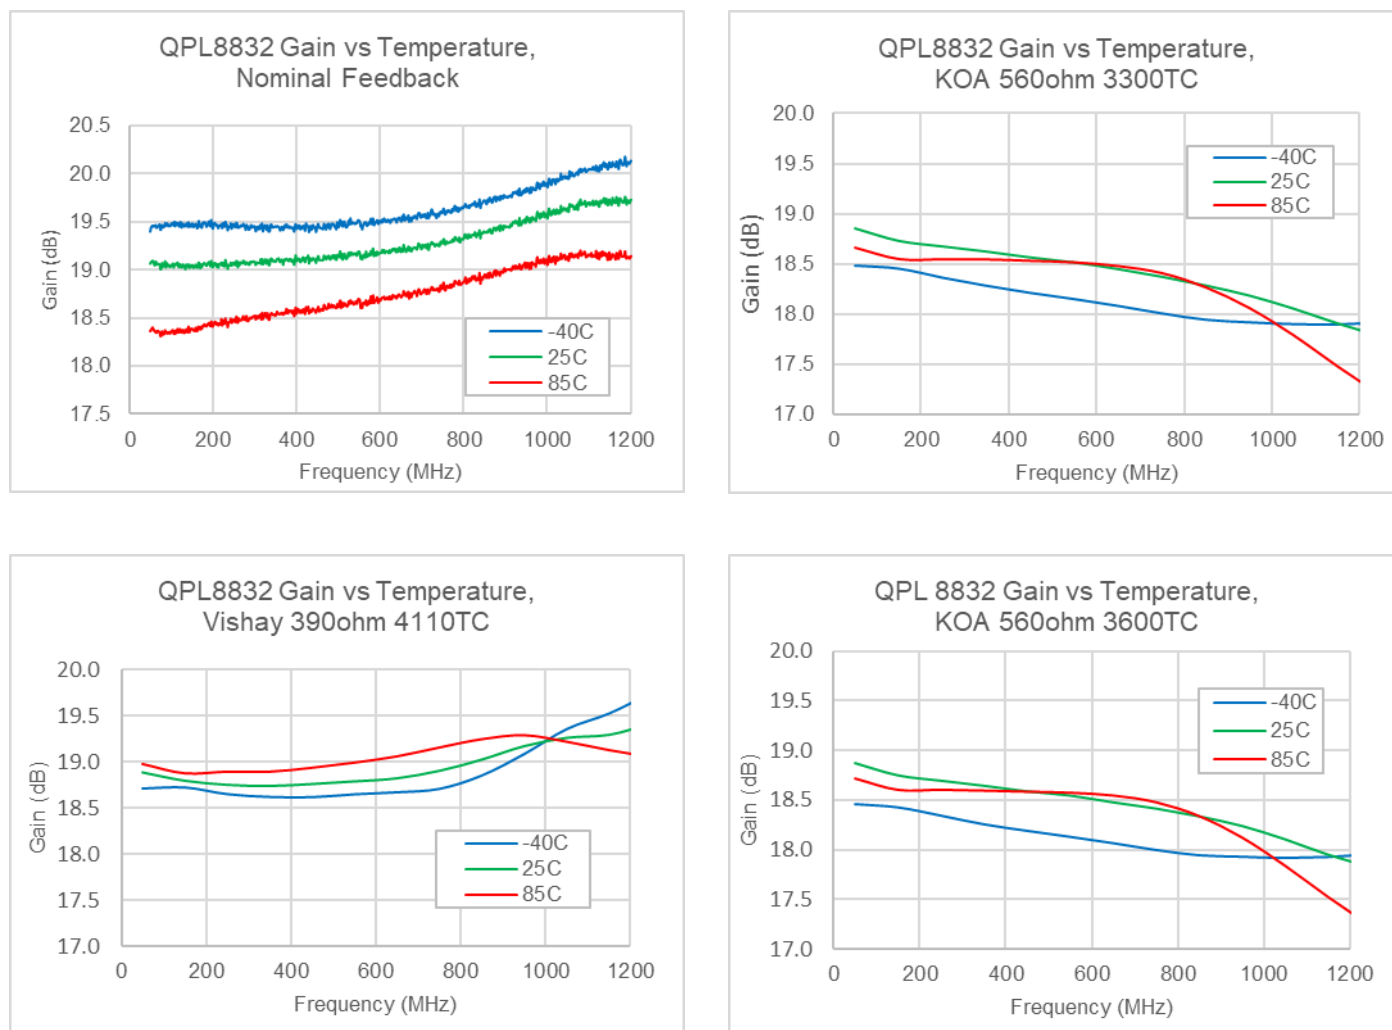 QPL8832 Gain vs Temperature,
Nominal Feedback
Gain (dB)
20.5
20.0
19.5
19.0
18.5
18.0
17.5
0 200 400 600 800 1000 1200
Frequency (MHz)
-40C
25C
85C
QPL8832 Gain vs Temperature,
KOA 560ohm 3300TC
Gain (dB)
20.0
19.5
19.0
18.5
18.0
17.5
17.0
0 200 400 600 800 1000 1200
Frequency (MHz)
-40C
25C
85C
QPL8832 Gain vs Temperature,
Vishay 390ohm 4110TC
Gain (dB)
20.0
19.5
19.0
18.5
18.0
17.5
17.0
0 200 400 600 800 1000 1200
Frequency (MHz)
-40C
25C
85C
QPL 8832 Gain vs Temperature,
KOA 560ohm 3600TC
Gain (dB)
20.0
19.5
19.0
18.5
18.0
17.5
17.0
0 200 400 600 800 1000 1200
Frequency (MHz)
-40C
25C
85C